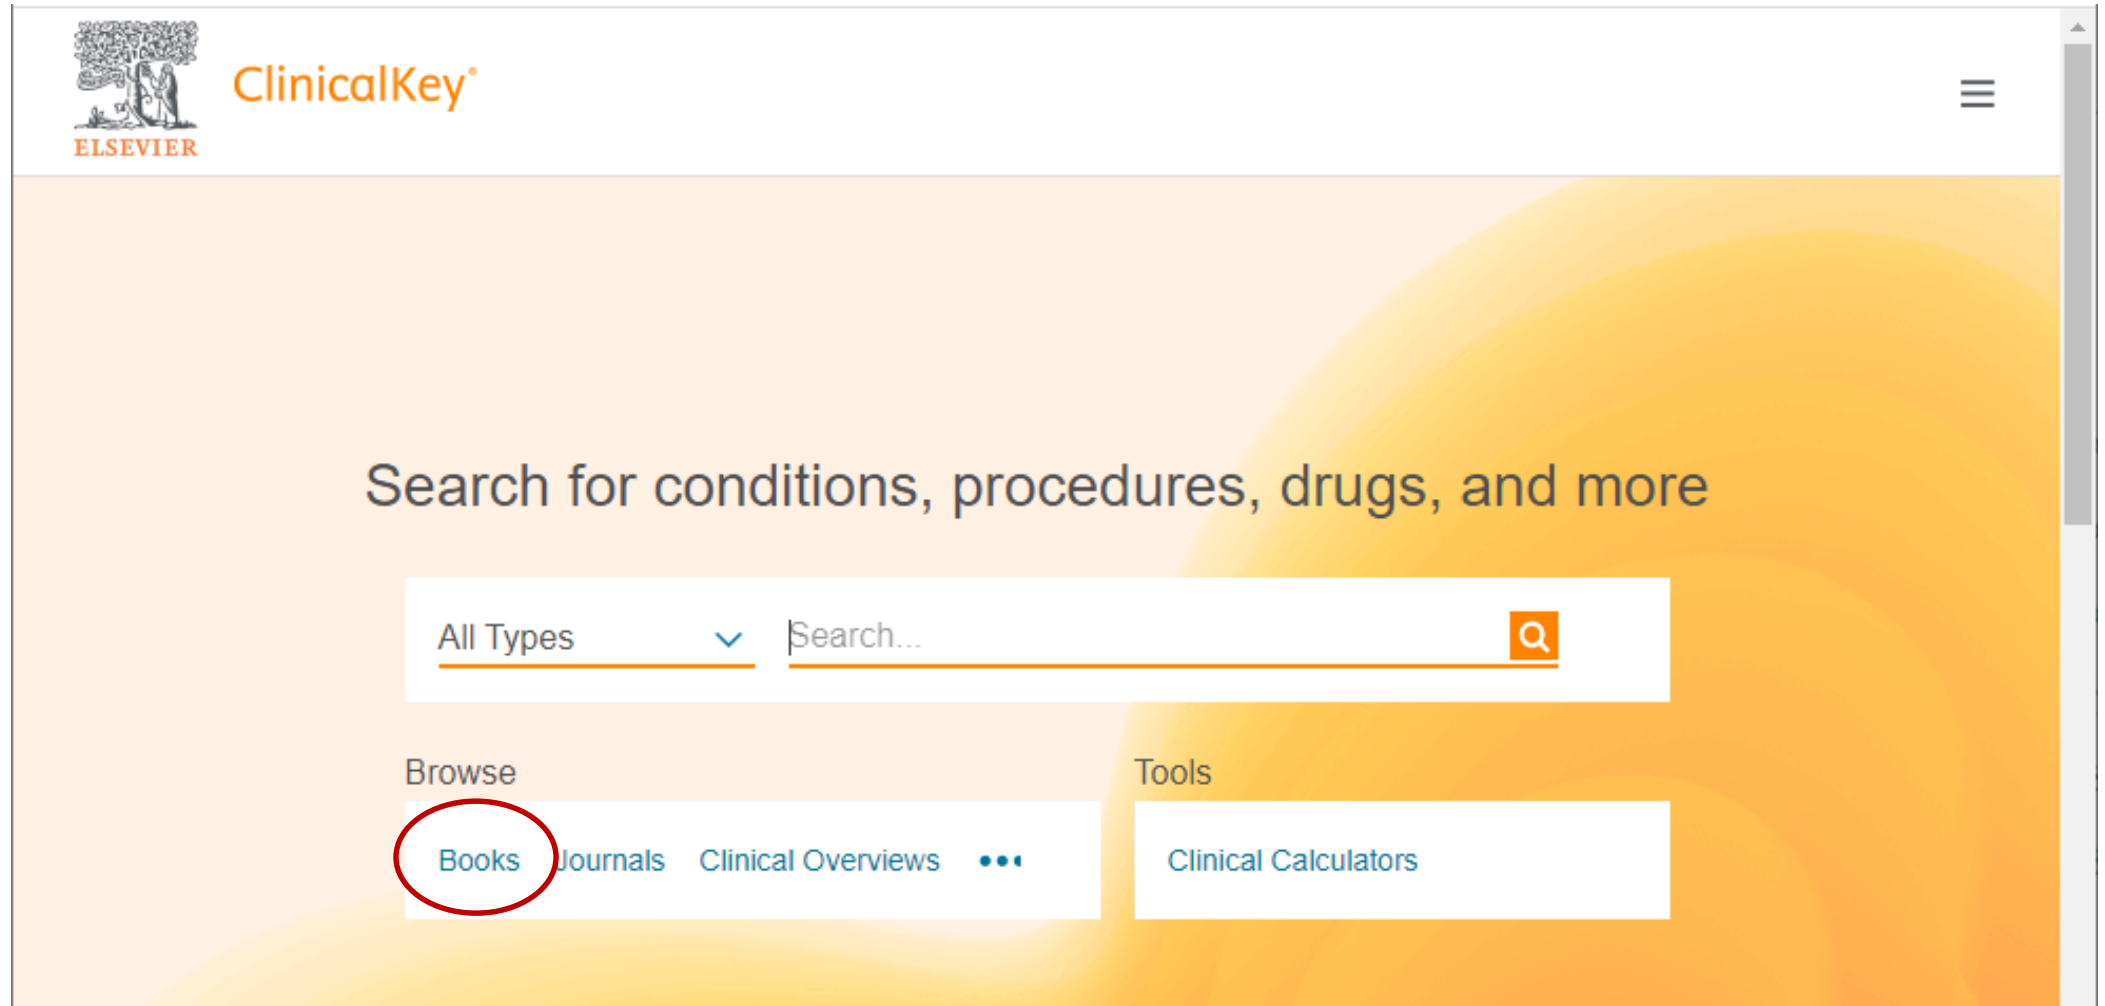 ELSEVIER
ClinicalKey®
Search for conditions, procedures, drugs, and more
All Types
Search...
Browse
Tools
Books Journals Clinical Overviews •••
Clinical Calculators